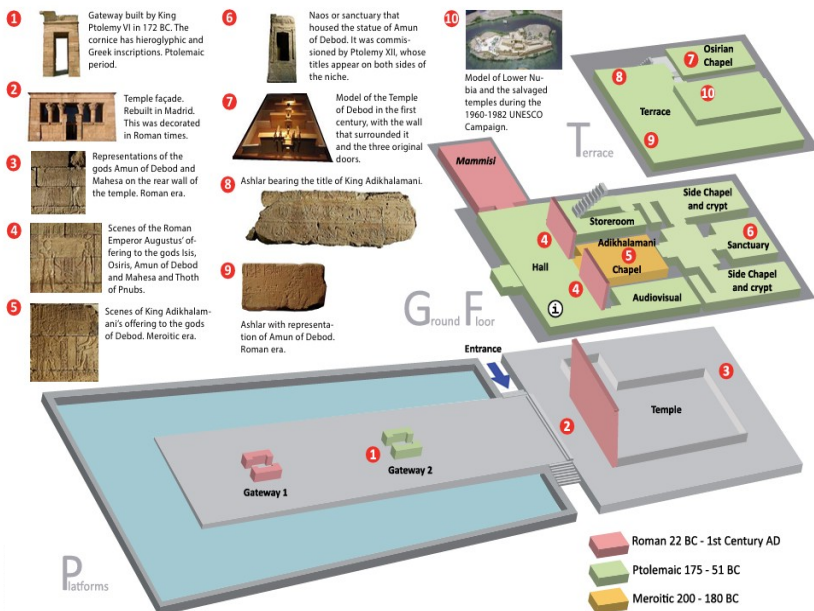 1
Gateway built by King
Ptolemy VI in 172 BC. The
cornice has hieroglyphic and
Greek inscriptions. Ptolemaic
period.
2
Temple façade.
Rebuilt in Madrid.
This was decorated
in Roman times.
3
Representations of the
gods Amun of Debod and
Mahesa on the rear wall of
the temple. Roman era.
4
Scenes of the Roman
Emperor Augustus' of-
fering to the gods Isis,
Osiris, Amun of Debod
and Mahesa and Thoth
of Pnubs.
5
Scenes of King Adikhalam-
ani's offering to the gods
of Debod. Meroitic era.
6
Naos or sanctuary that
housed the statue of Amun
of Debod. It was commis-
sioned by Ptolemy XII, whose
titles appear on both sides of
the niche.
7
Model of the Temple
of Debod in the first
century, with the wall
that surrounded it
and the three original
doors.
8
Ashlar bearing the title of King Adikhalamani.
9
Ashlar with representa-
tion of Amun of Debod.
Roman era.
10
Model of Lower Nu-
bia and the salvaged
temples during the
1960-1982 UNESCO
Campaign.
Osirian
Chapel
7
8
10
Terrace
9
Terrace
Mammisi
Side Chapel
and crypt
Storeroom
4
Adikhalamani
5
Chapel
6
Sanctuary
Hall
4
Side Chapel
and crypt
Audiovisual
i
Ground Floor
Entrance
3
Temple
2
1
Gateway 2
Gateway 1
Platforms
Roman 22 BC - 1st Century AD
Ptolemaic 175 - 51 BC
Meroitic 200 - 180 BC